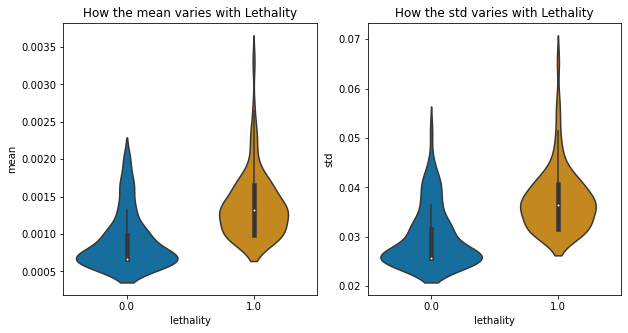 How the mean varies with Lethality
mean
0.0035
0.0030
0.0025
0.0020
0.0015
0.0010
0.0005
0.0 1.0
lethality
How the std varies with Lethality
std
0.07
0.06
0.05
0.04
0.03
0.02
0.0 1.0
lethality